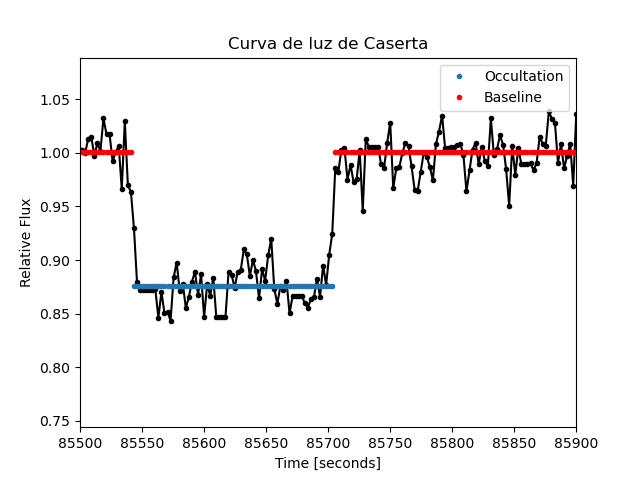 Curva de luz de Caserta
Occultation
Baseline
Relative Flux
1.05
1.00
0.95
0.90
0.85
0.80
0.75
85500 85550 85600 85650 85700 85750 85800 85850 85900
Time [seconds]